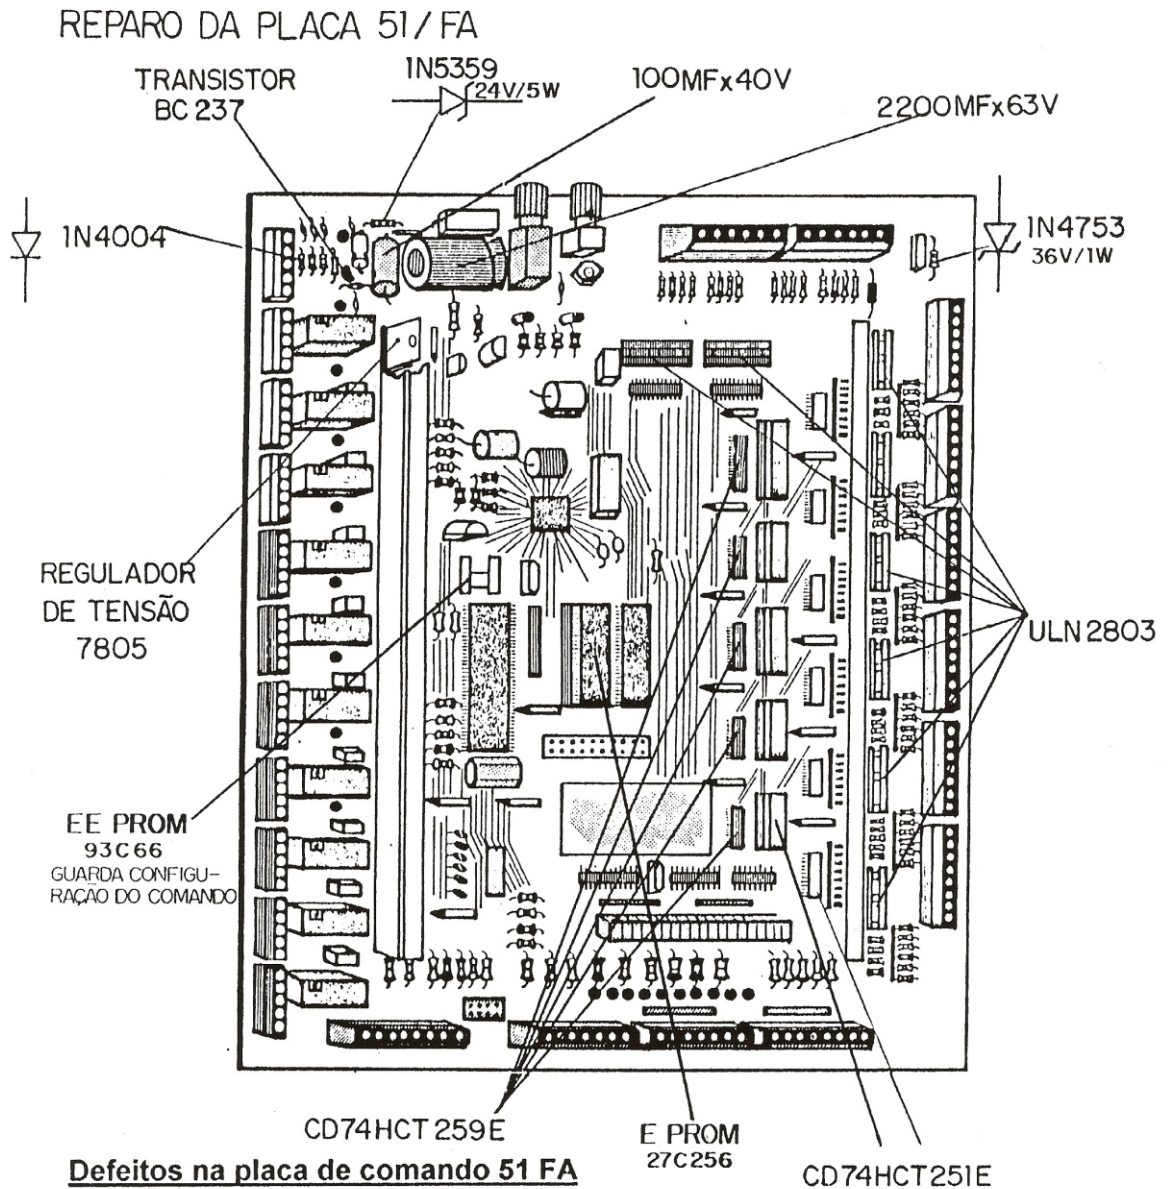 REPARO DA PLACA 51/FA
TRANSISTOR
BC 237
1N5359
24V/5W
100MFx40V
2200MFx63V
1N4004
1N4753
36V/1W
REGULADOR
DE TENSÃO
7805
ULN2803
EE PROM
93C66
GUARDA CONFIGU-
RAÇÃO DO COMANDO
CD74HCT259E
E PROM
27C256
CD74HCT251E
Defeitos na placa de comando 51 FA